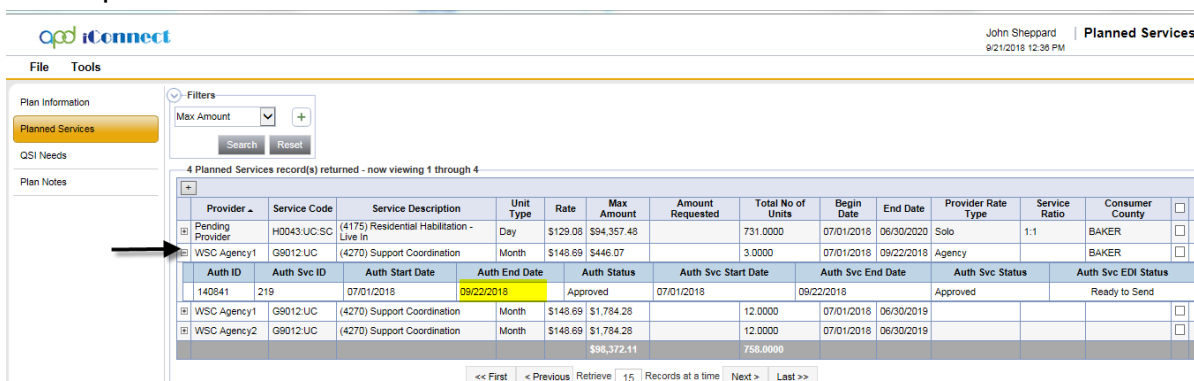 apd iConnect
John Sheppard | Planned Services
9/21/2018 12:36 PM
File Tools
Plan Information
Planned Services
QSI Needs
Plan Notes
Filters
Max Amount +
Search Reset
4 Planned Services record(s) returned - now viewing 1 through 4
+
Provider Service Code Service Description Unit Type Rate Max Amount Amount Requested Total No of Units Begin Date End Date Provider Rate Type Service Ratio Consumer County
Pending Provider H0043:UC:SC (4175) Residential Habilitation - Live In Day $129.08 $94,357.48 731.0000 07/01/2018 06/30/2020 Solo 1:1 BAKER
WSC Agency1 G9012:UC (4270) Support Coordination Month $148.69 $446.07 3.0000 07/01/2018 09/22/2018 Agency BAKER
Auth ID Auth Svc ID Auth Start Date Auth End Date Auth Status Auth Svc Start Date Auth Svc End Date Auth Svc Status Auth Svc EDI Status
140841 219 07/01/2018 09/22/2018 Approved 07/01/2018 09/22/2018 Approved Ready to Send
WSC Agency1 G9012:UC (4270) Support Coordination Month $148.69 $1,784.28 12.0000 07/01/2018 06/30/2019
WSC Agency2 G9012:UC (4270) Support Coordination Month $148.69 $1,784.28 12.0000 07/01/2018 06/30/2019
$98,372.11 758.0000
<< First < Previous Retrieve 15 Records at a time Next > Last >>